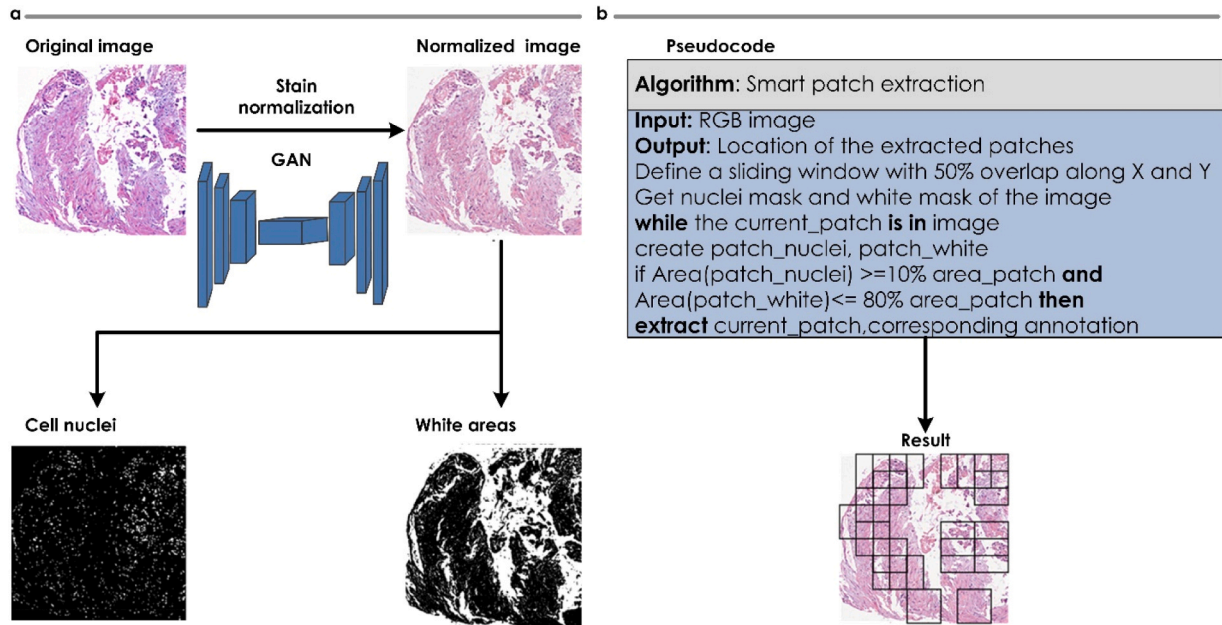 a
Original image
Normalized image
Stain
normalization
GAN
Cell nuclei
White areas
b
Pseudocode
Algorithm: Smart patch extraction
Input: RGB image
Output: Location of the extracted patches
Define a sliding window with 50% overlap along X and Y
Get nuclei mask and white mask of the image
while the current_patch is in image
create patch_nuclei, patch_white
if Area(patch_nuclei) >=10% area_patch and
Area(patch_white)<= 80% area_patch then
extract current_patch,corresponding annotation
Result